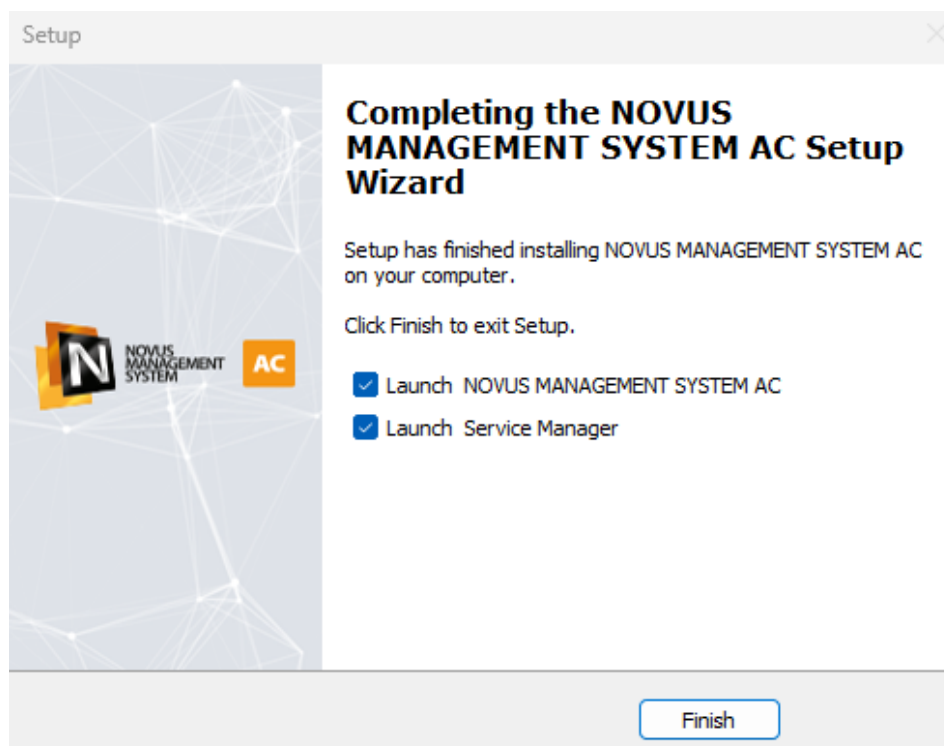 Setup
Completing the NOVUS
MANAGEMENT SYSTEM AC Setup
Wizard
Setup has finished installing NOVUS MANAGEMENT SYSTEM AC
on your computer.
Click Finish to exit Setup.
N
NOVUS
MANAGEMENT
SYSTEM
AC
Launch NOVUS MANAGEMENT SYSTEM AC
Launch Service Manager
Finish